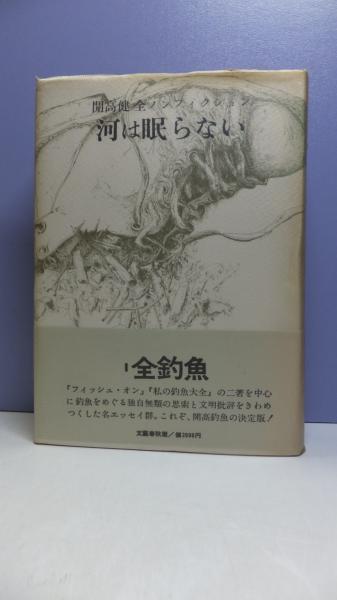 開高健全ノンフィクション
河は眠らない
I 全釣魚
『フィッシュ・オン』『私の釣魚大全』の二著を中心
に釣魚をめぐる独自無類の思索と文明批評をきわめ
つくした名エッセイ群。これぞ、開高釣魚の決定版！
文藝春秋版／価2000円